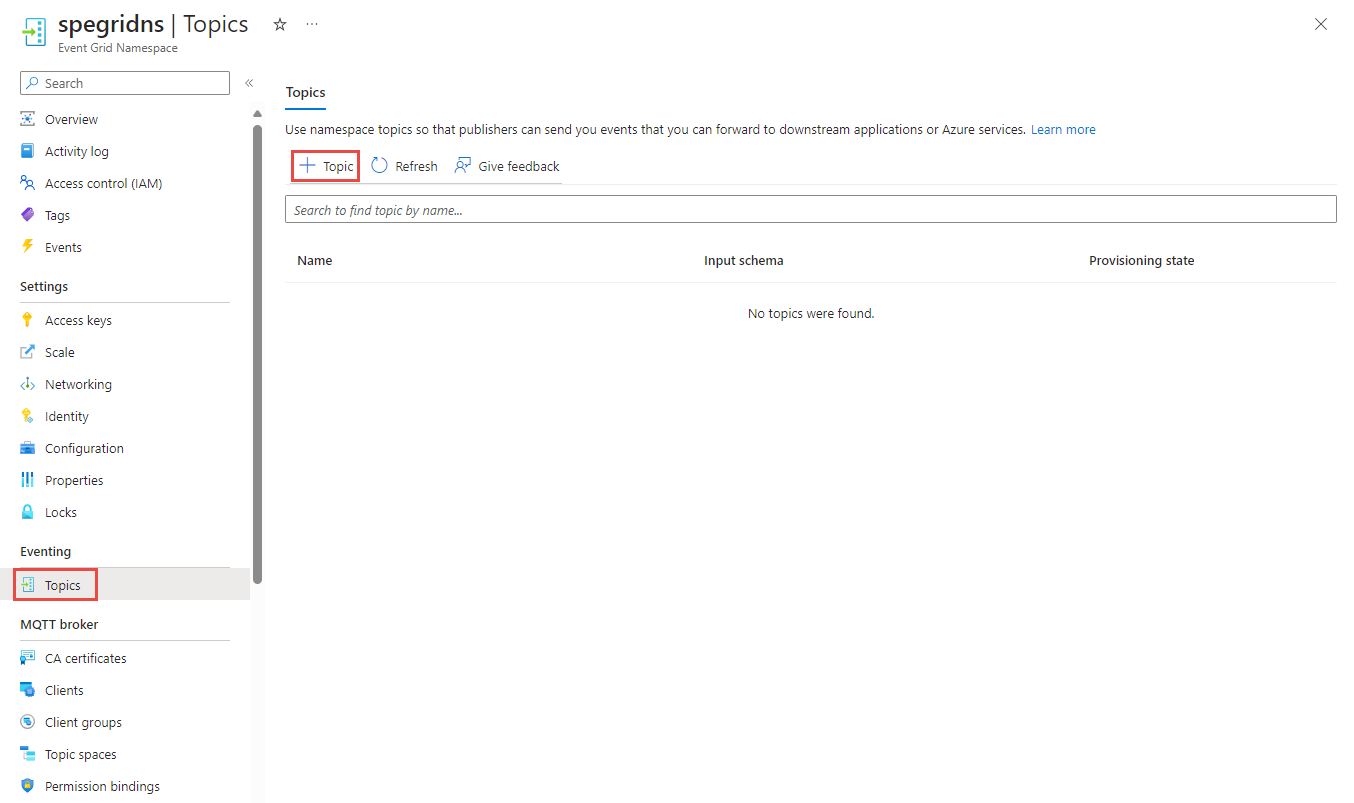 spegridns | Topics
Event Grid Namespace
Search
Overview
Activity log
Access control (IAM)
Tags
Events
Settings
Access keys
Scale
Networking
Identity
Configuration
Properties
Locks
Eventing
Topics
MQTT broker
CA certificates
Clients
Client groups
Topic spaces
Permission bindings
Topics
Use namespace topics so that publishers can send you events that you can forward to downstream applications or Azure services. Learn more
Topic Refresh Give feedback
Search to find topic by name...
Name Input schema Provisioning state
No topics were found.